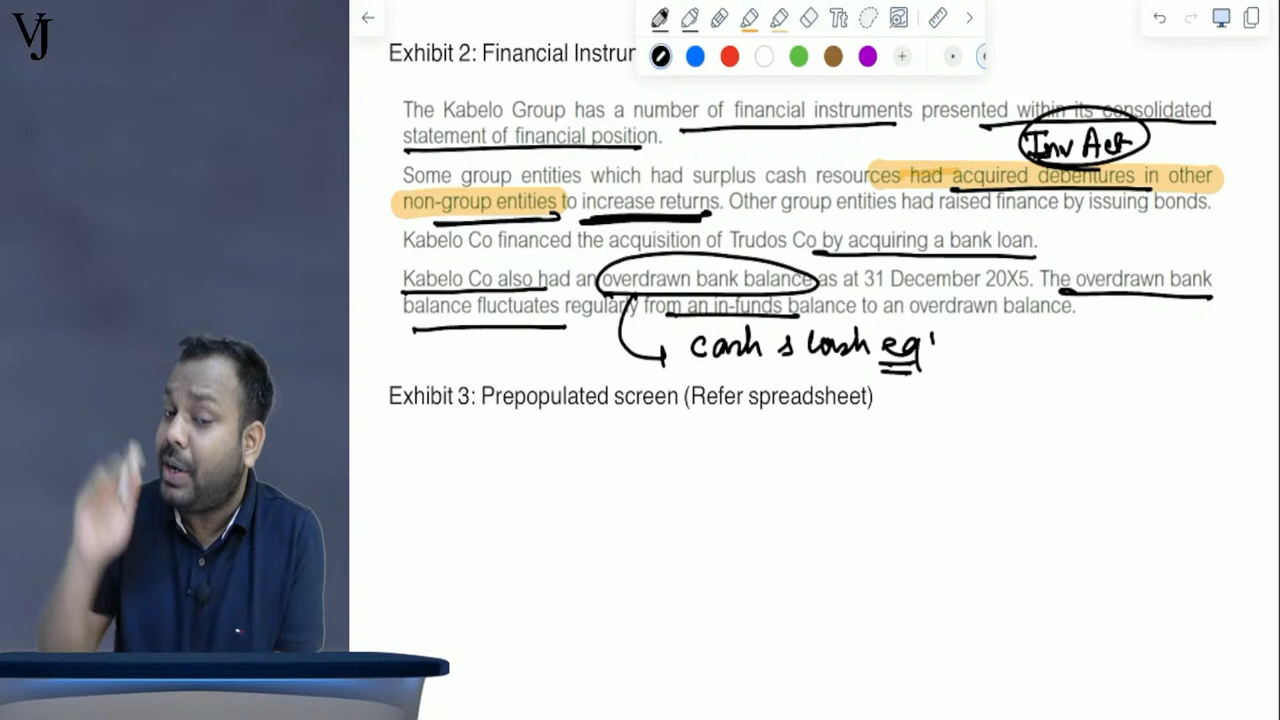 VJ
Exhibit 2: Financial Instrur
The Kabelo Group has a number of financial instruments presented within its consolidated
statement of financial position.
Inv Act
Some group entities which had surplus cash resources had acquired debentures in other
non-group entities to increase returns. Other group entities had raised finance by issuing bonds.
Kabelo Co financed the acquisition of Trudos Co by acquiring a bank loan.
Kabelo Co also had an overdrawn bank balance as at 31 December 20X5. The overdrawn bank
balance fluctuates regularly from an in-funds balance to an overdrawn balance.
cash & cash eq'
Exhibit 3: Prepopulated screen (Refer spreadsheet)